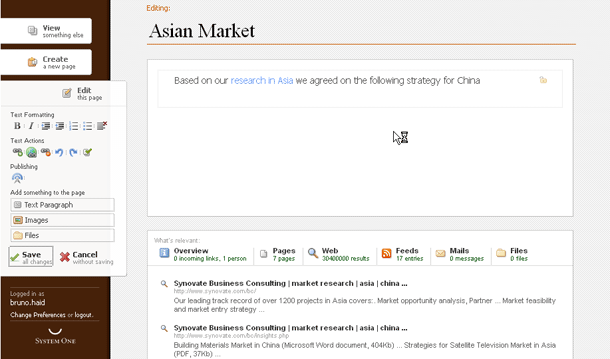 Editing:
Asian Market
View
something else
Create
a new page
Edit
this page
Text Formatting
B I
Text Actions
Publishing
Add something to the page
Text Paragraph
Images
Files
Save
all changes
Cancel
without saving
Logged in as
bruno.haid
Change Preferences or logout.
SYSTEM ONE
Based on our research in Asia we agreed on the following strategy for China
What's relevant:
Overview
0 incoming links, 1 person
Pages
7 pages
Web
30400000 results
Feeds
17 entries
Mails
0 messages
Files
0 files
Synovate Business Consulting | market research | asia | china ...
http://www.synovate.com/bc/
Our leading track record of over 1200 projects in Asia covers:. Market opportunity analysis, Partner ... Market feasibility
and market entry strategy ...
Synovate Business Consulting | market research | asia | china ...
http://www.synovate.com/bc/insights.php
Building Materials Market in China (Microsoft Word document, 404Kb) ... Strategies for Satellite Television Market in Asia
(PDF, 37Kb) ...